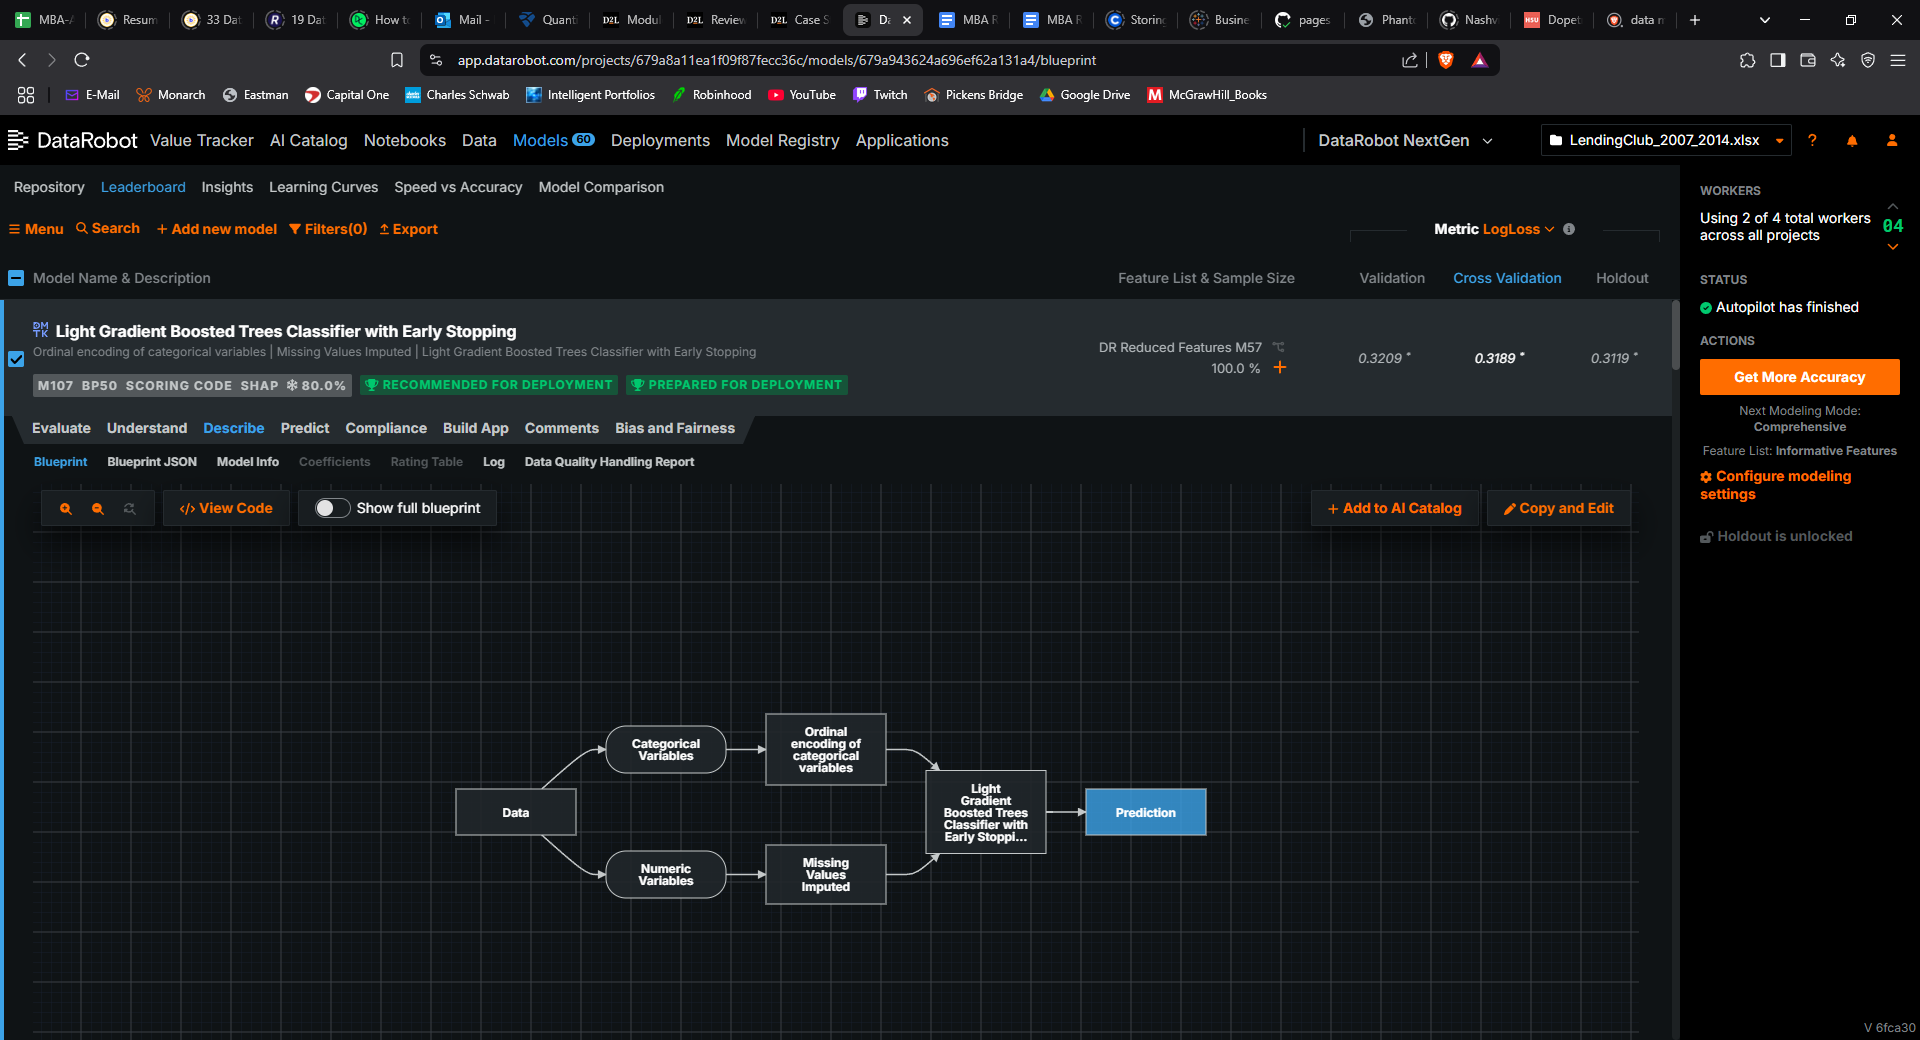 MBA-A
Resum
33 Dat
19 Dat
How to
Mail -
Quanti
D2L Modul
D2L Review
D2L Case S
Da
MBA R
MBA R
Storing
Busine
pages
Phanto
Nashv
HSU Dopet
data m
app.datarobot.com/projects/679a8a11ea1f09f87fecc36c/models/679a943624a696ef62a131a4/blueprint
E-Mail Monarch Eastman Capital One Charles Schwab Intelligent Portfolios Robinhood YouTube Twitch Pickens Bridge Google Drive M McGrawHill_Books
DataRobot Value Tracker AI Catalog Notebooks Data Models 60 Deployments Model Registry Applications DataRobot NextGen LendingClub_2007_2014.xlsx ?
Repository Leaderboard Insights Learning Curves Speed vs Accuracy Model Comparison
Menu Search + Add new model Filters(0) Export Metric LogLoss
Model Name & Description Feature List & Sample Size Validation Cross Validation Holdout
DM
TK
Light Gradient Boosted Trees Classifier with Early Stopping
Ordinal encoding of categorical variables | Missing Values Imputed | Light Gradient Boosted Trees Classifier with Early Stopping
M107 BP50 SCORING CODE SHAP 80.0% RECOMMENDED FOR DEPLOYMENT PREPARED FOR DEPLOYMENT
DR Reduced Features M57
100.0 % +
0.3209 * 0.3189 * 0.3119 *
Evaluate Understand Describe Predict Compliance Build App Comments Bias and Fairness
Blueprint Blueprint JSON Model Info Coefficients Rating Table Log Data Quality Handling Report
</> View Code Show full blueprint + Add to AI Catalog Copy and Edit
Data
Categorical
Variables
Ordinal
encoding of
categorical
variables
Numeric
Variables
Missing
Values
Imputed
Light
Gradient
Boosted Trees
Classifier with
Early Stoppi...
Prediction
WORKERS
Using 2 of 4 total workers
across all projects
04
STATUS
Autopilot has finished
ACTIONS
Get More Accuracy
Next Modeling Mode:
Comprehensive
Feature List: Informative Features
Configure modeling
settings
Holdout is unlocked
V 6fca30